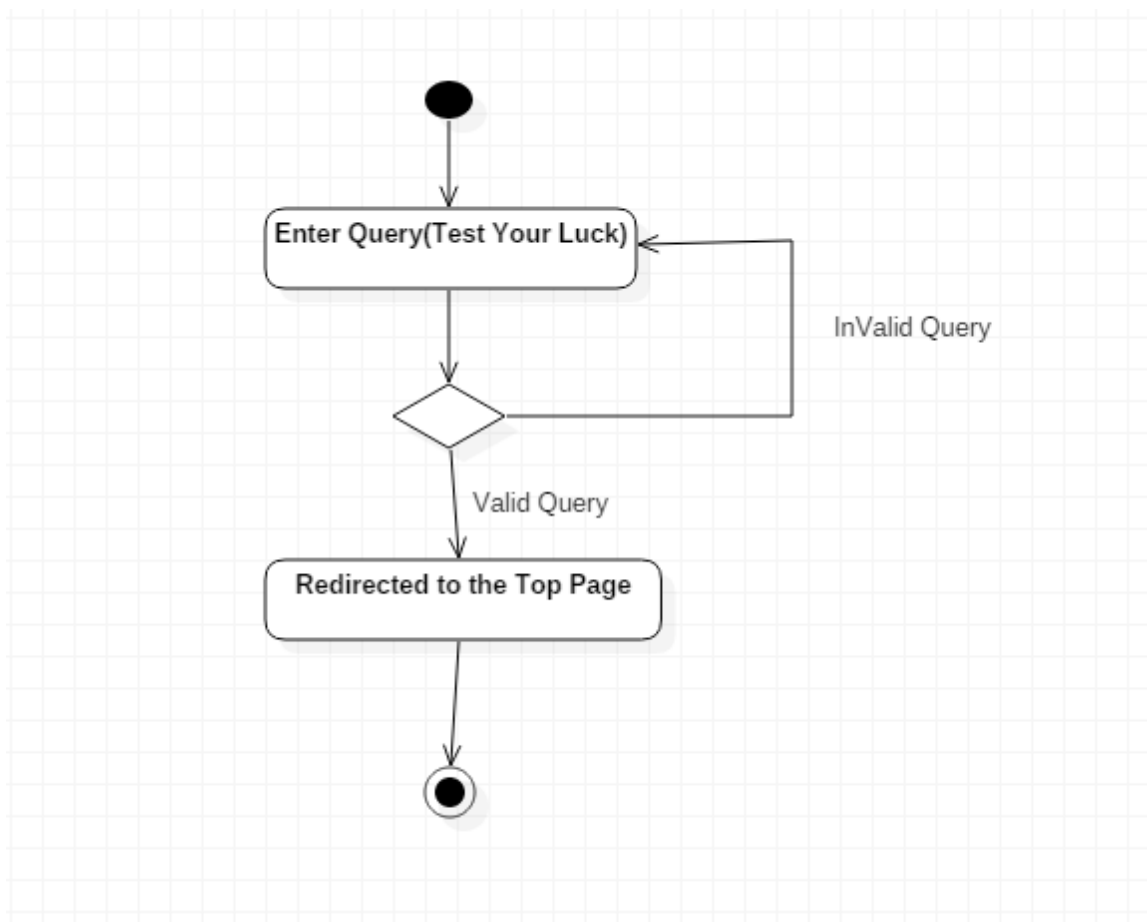 Enter Query(Test Your Luck)
InValid Query
Valid Query
Redirected to the Top Page